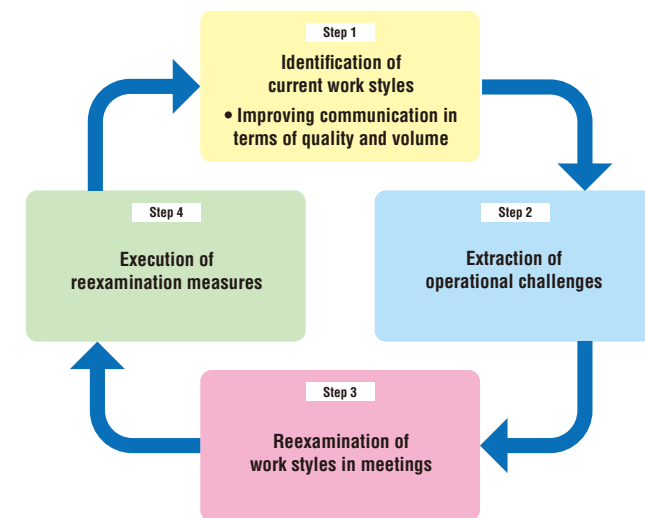 Step 1
Identification of
current work styles
• Improving communication in
terms of quality and volume
Step 2
Extraction of
operational challenges
Step 3
Reexamination of
work styles in meetings
Step 4
Execution of
reexamination measures